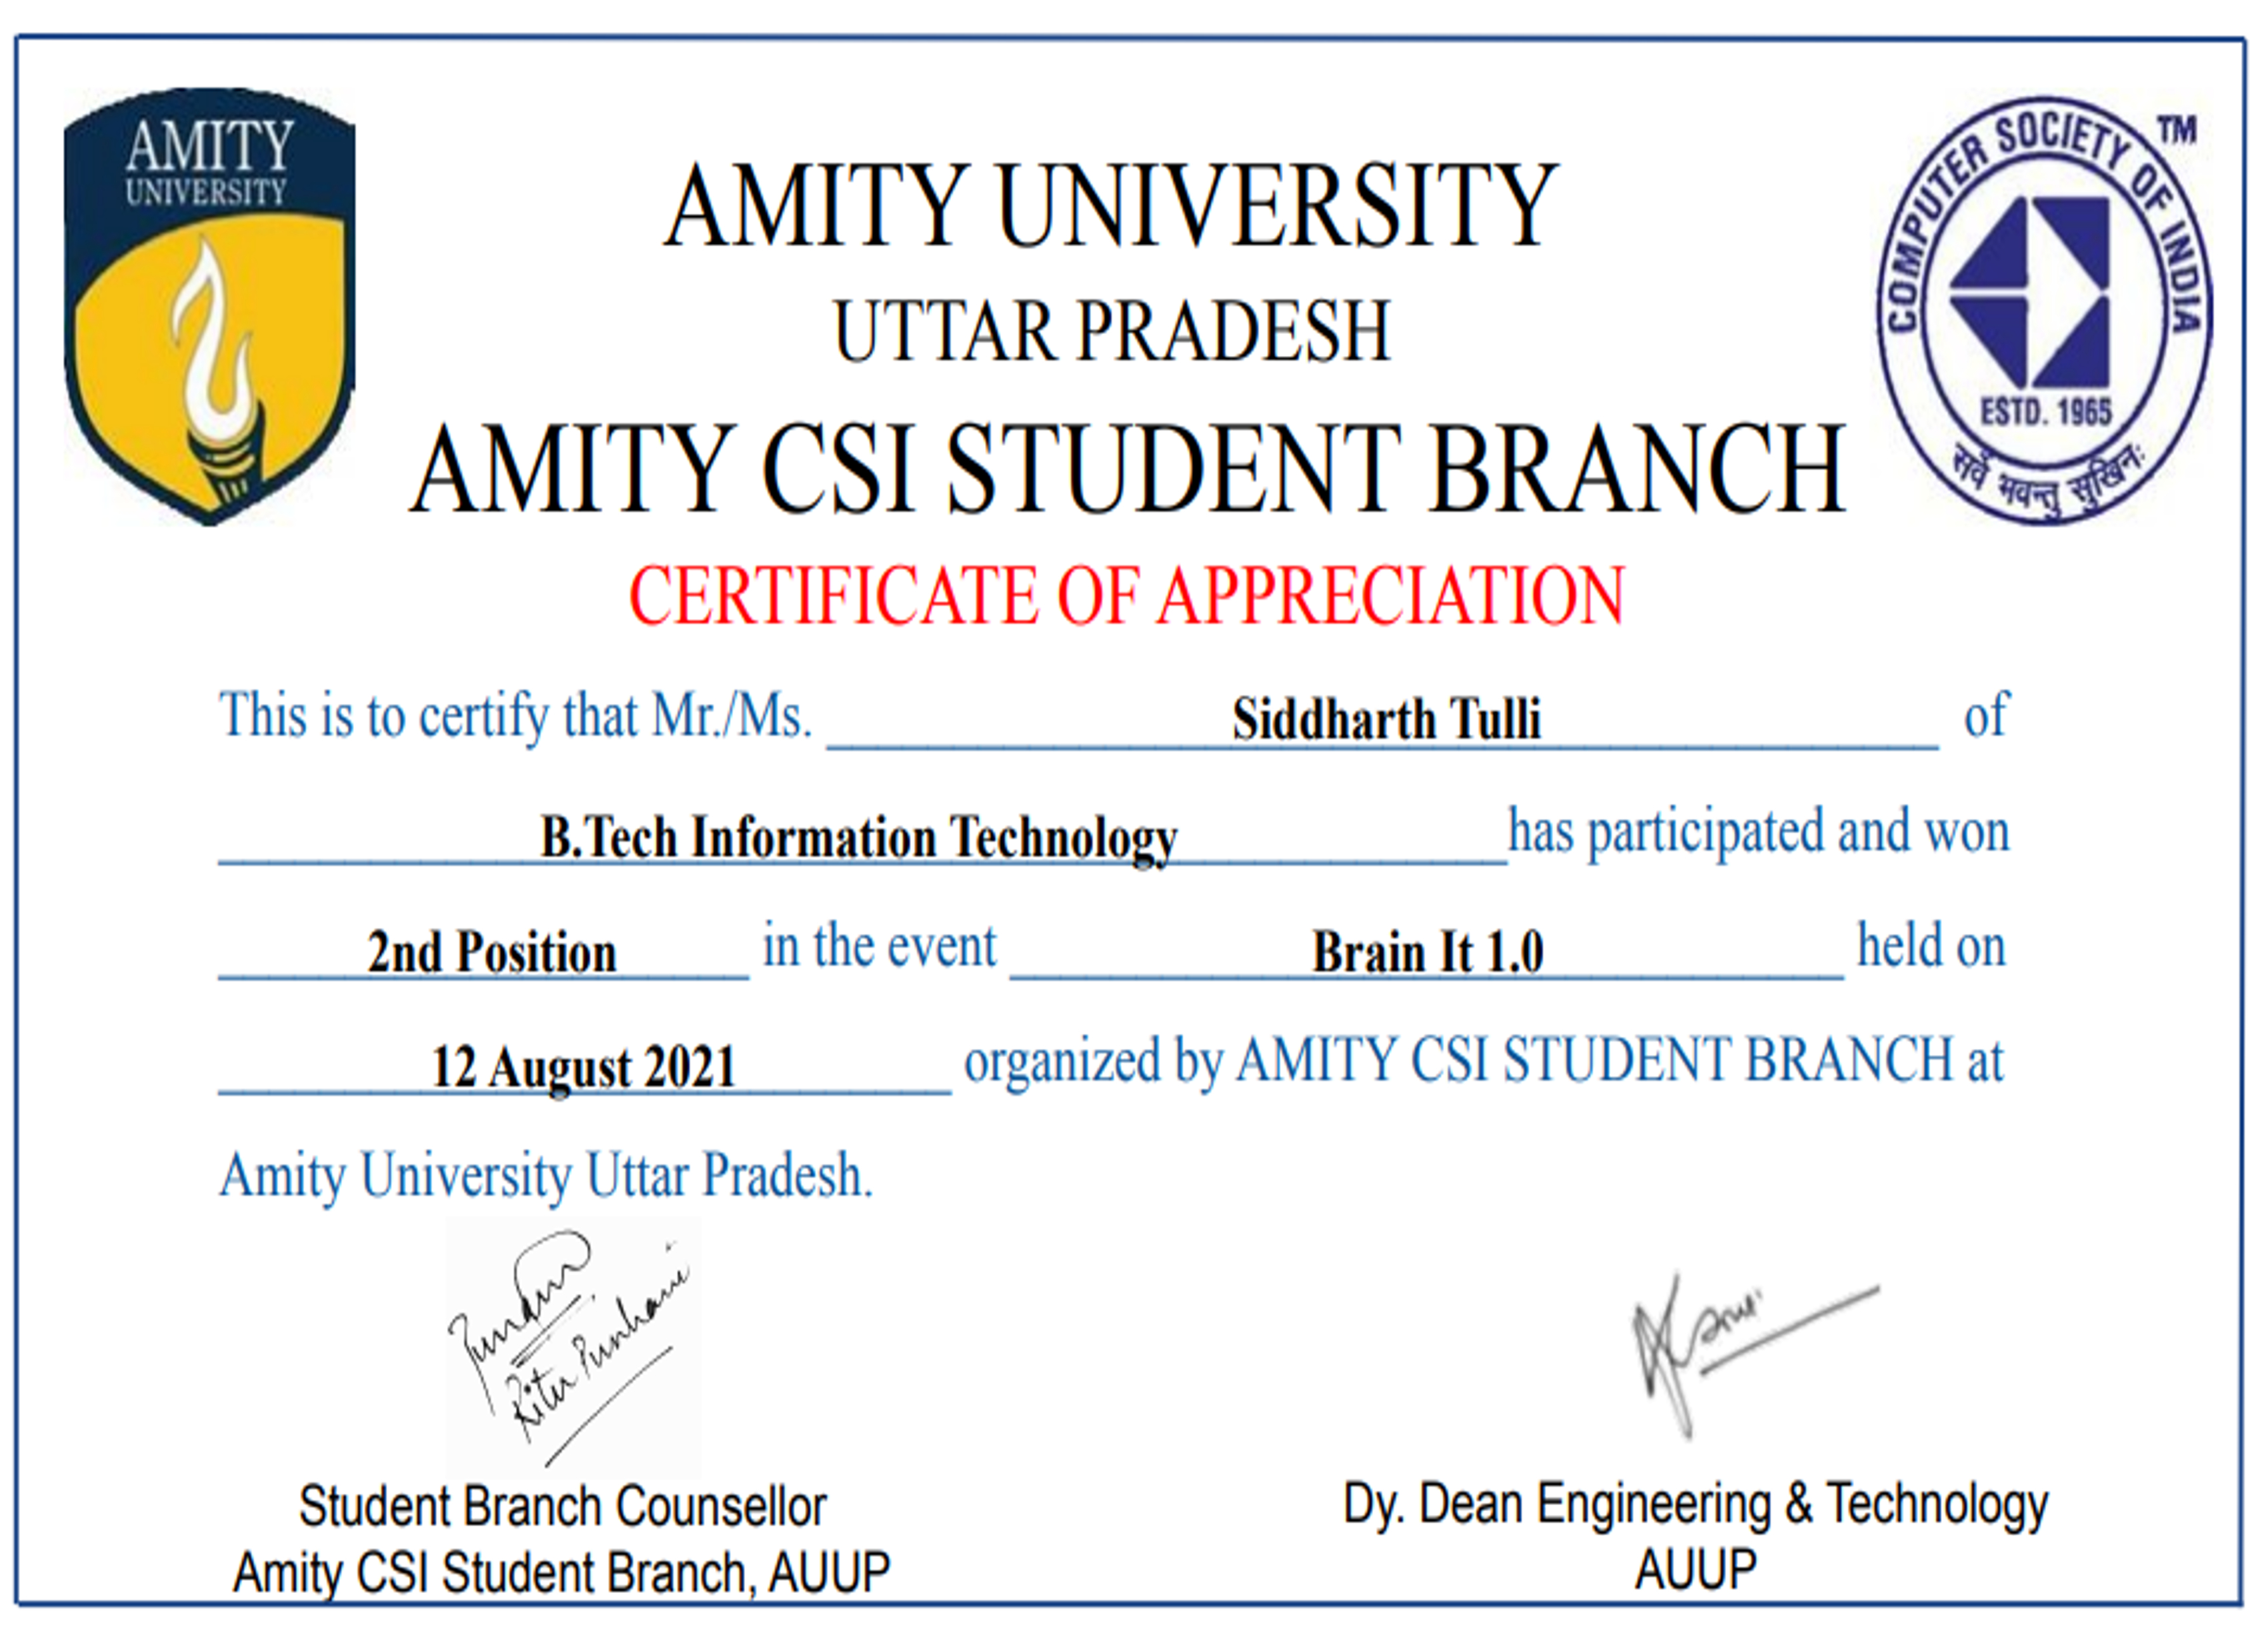 AMITY
UNIVERSITY
COMPUTER SOCIETY OF INDIA
TM
ESTD. 1965
सर्वे भवन्तु सुखिनः
AMITY UNIVERSITY
UTTAR PRADESH
AMITY CSI STUDENT BRANCH
CERTIFICATE OF APPRECIATION
This is to certify that Mr./Ms. Siddharth Tulli of
B.Tech Information Technology has participated and won
2nd Position in the event Brain It 1.0 held on
12 August 2021 organized by AMITY CSI STUDENT BRANCH at
Amity University Uttar Pradesh.
Ritu Punhani
Student Branch Counsellor
Amity CSI Student Branch, AUUP
Dy. Dean Engineering & Technology
AUUP